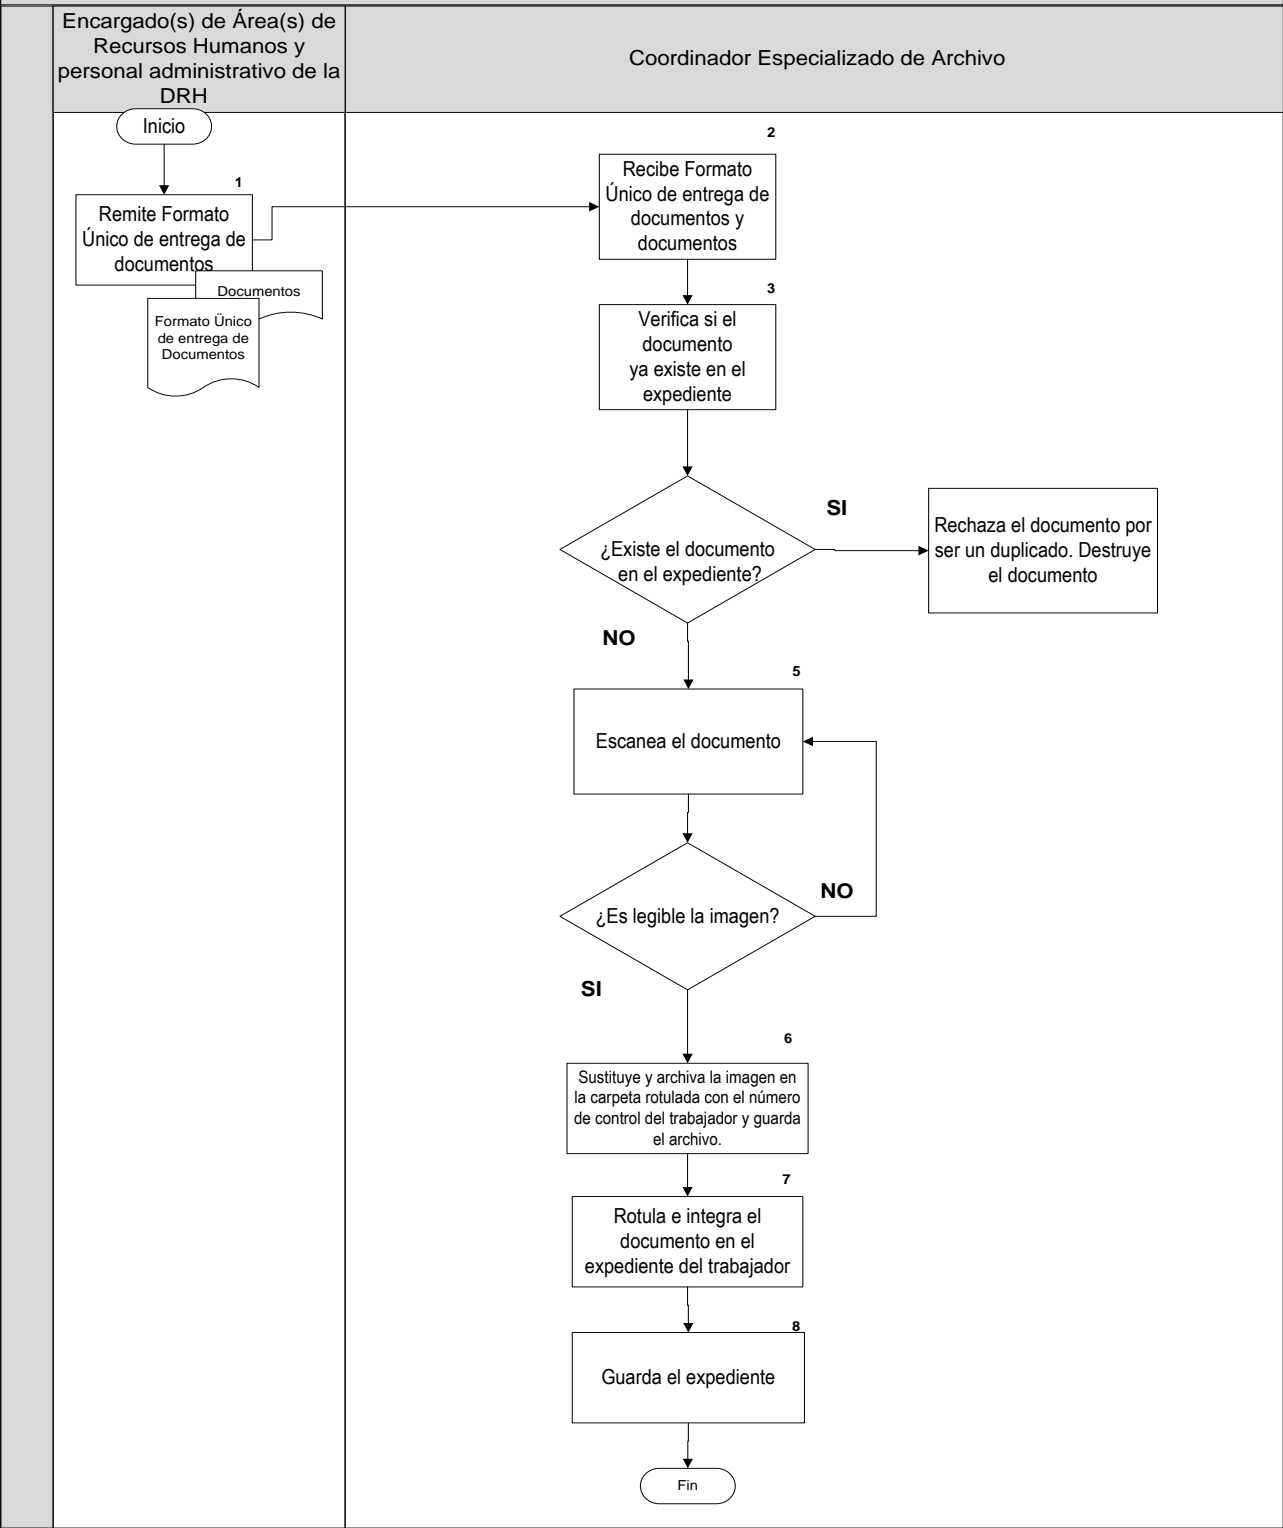 Encargado(s) de Área(s) de
Recursos Humanos y
personal administrativo de la
DRH
Coordinador Especializado de Archivo
Inicio
1
Remite Formato
Único de entrega de
documentos
Documentos
Formato Ünico
de entrega de
Documentos
2
Recibe Formato
Único de entrega de
documentos y
documentos
3
Verifica si el
documento
ya existe en el
expediente
¿Existe el documento
en el expediente?
SI
Rechaza el documento por
ser un duplicado. Destruye
el documento
NO
5
Escanea el documento
¿Es legible la imagen?
NO
SI
6
Sustituye y archiva la imagen en
la carpeta rotulada con el número
de control del trabajador y guarda
el archivo.
7
Rotula e integra el
documento en el
expediente del trabajador
8
Guarda el expediente
Fin